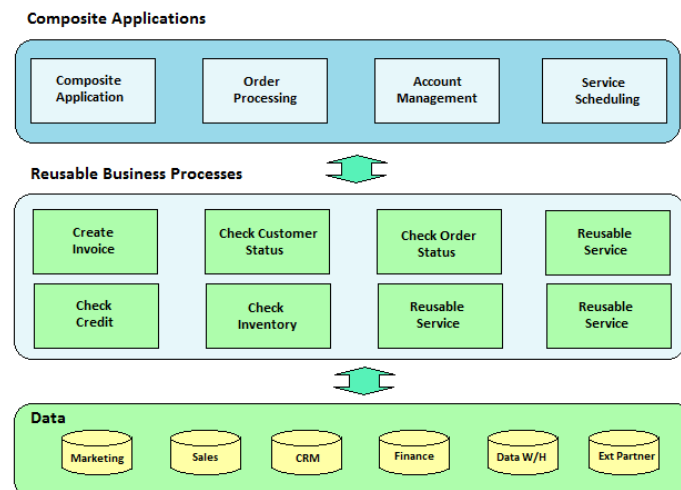 Composite Applications
Composite
Application
Order
Processing
Account
Management
Service
Scheduling
Reusable Business Processes
Create
Invoice
Check Customer
Status
Check Order
Status
Reusable
Service
Check
Credit
Check
Inventory
Reusable
Service
Reusable
Service
Data
Marketing
Sales
CRM
Finance
Data W/H
Ext Partner